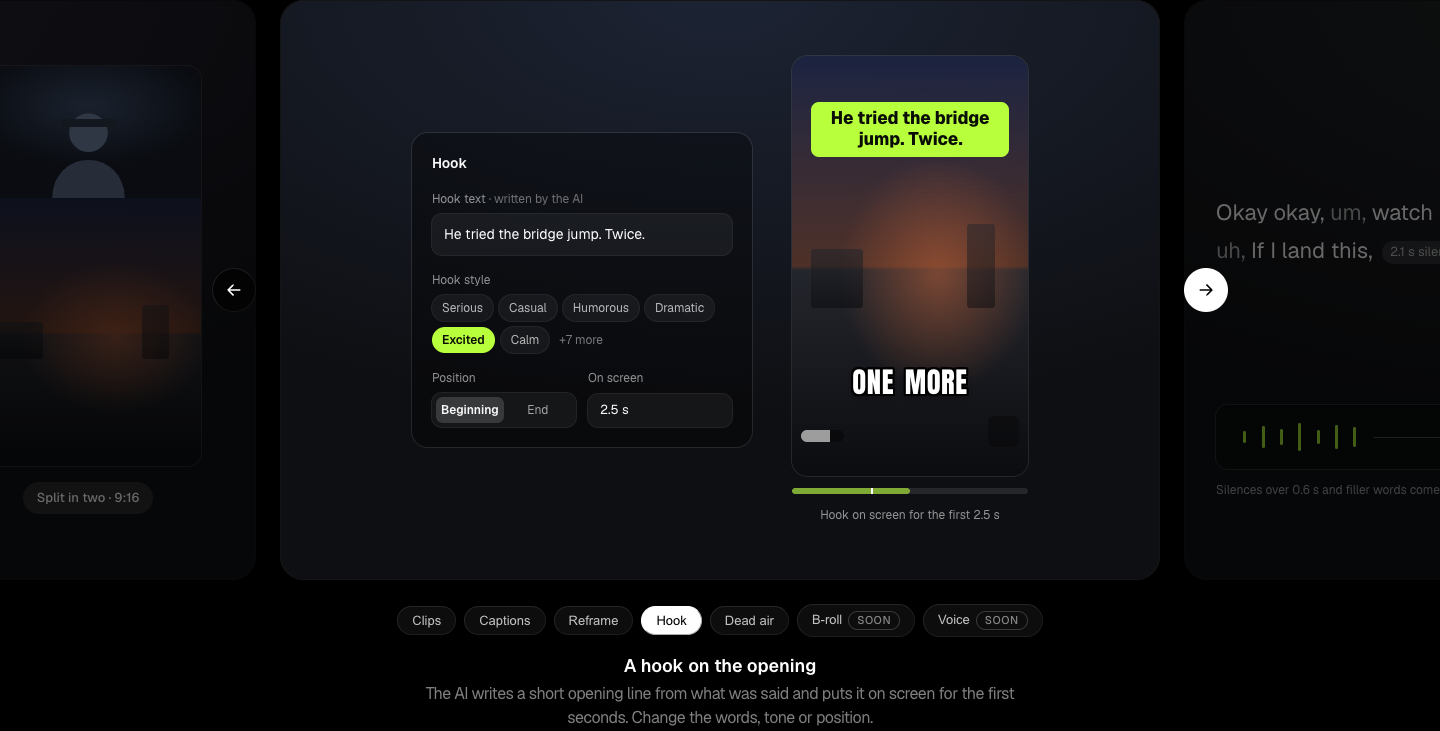 Split in two · 9:16
Hook
Hook text · written by the AI
He tried the bridge jump. Twice.
Hook style
Serious
Casual
Humorous
Dramatic
Excited
Calm
+7 more
Position
On screen
Beginning
End
2.5 s
He tried the bridge
jump. Twice.
ONE MORE
Hook on screen for the first 2.5 s
Okay okay, um, watch
uh, If I land this,
2.1 s
Silences over 0.6 s and filler words come
Clips
Captions
Reframe
Hook
Dead air
B-roll SOON
Voice SOON
A hook on the opening
The AI writes a short opening line from what was said and puts it on screen for the first
seconds. Change the words, tone or position.